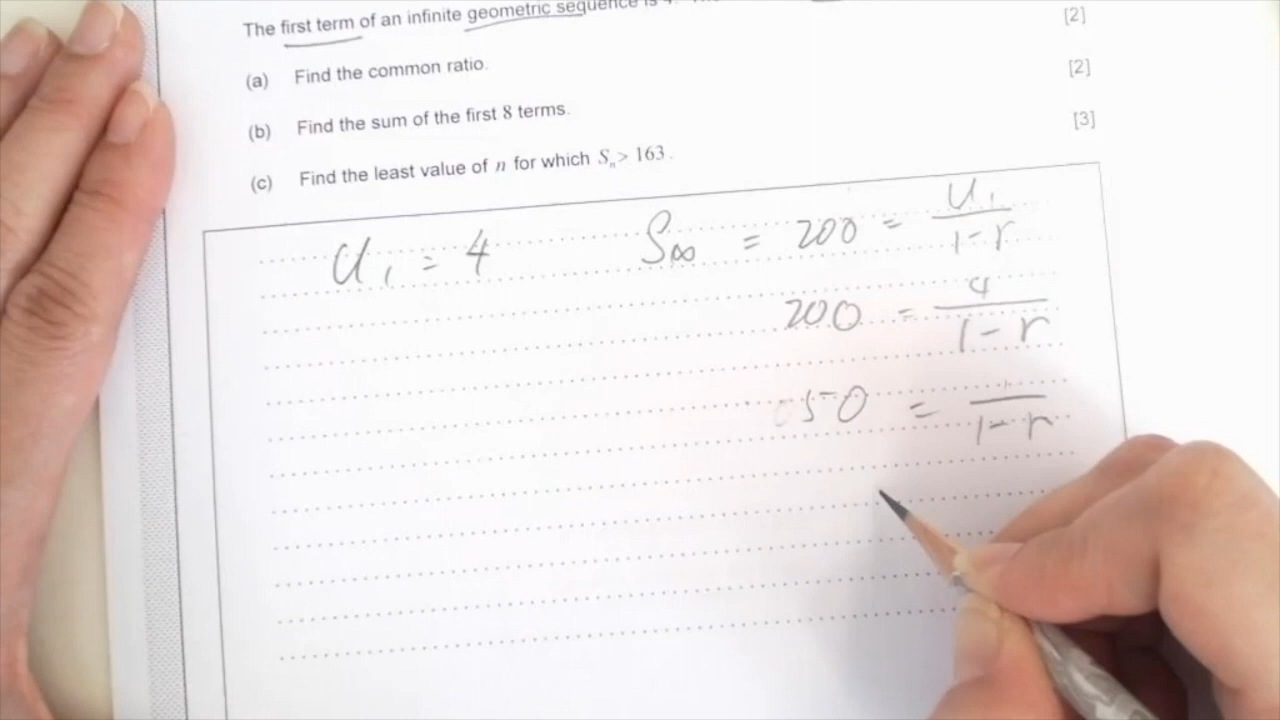 The first term of an infinite geometric sequence is 4.
[2]
(a) Find the common ratio.
[2]
(b) Find the sum of the first 8 terms.
[3]
(c) Find the least value of n for which Sₙ > 163.
u₁ = 4 S∞ = 200 = u₁/(1-r)
200 = 4/(1-r)
50 = 1/(1-r)